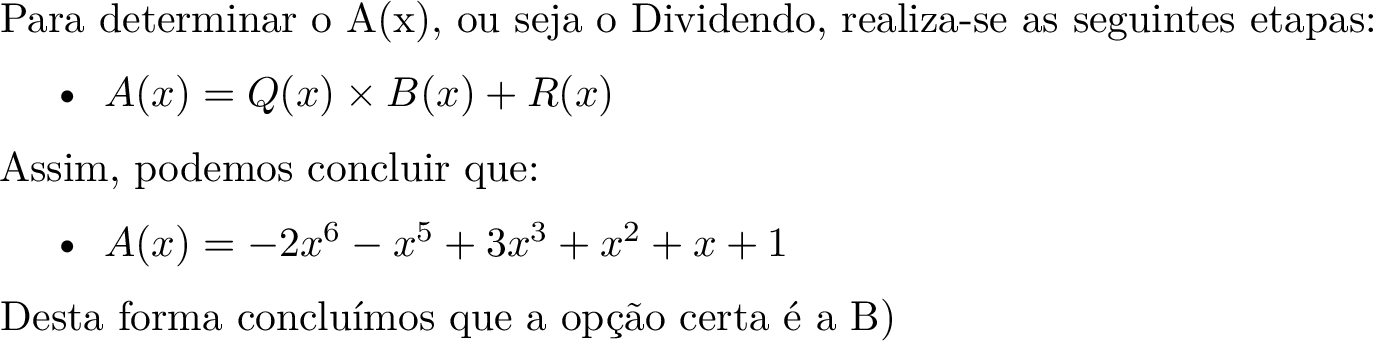 Para determinar o A(x), ou seja o Dividendo, realiza-se as seguintes etapas:
• A(x) = Q(x) × B(x) + R(x)
Assim, podemos concluir que:
• A(x) = −2x⁶ − x⁵ + 3x³ + x² + x + 1
Desta forma concluímos que a opção certa é a B)